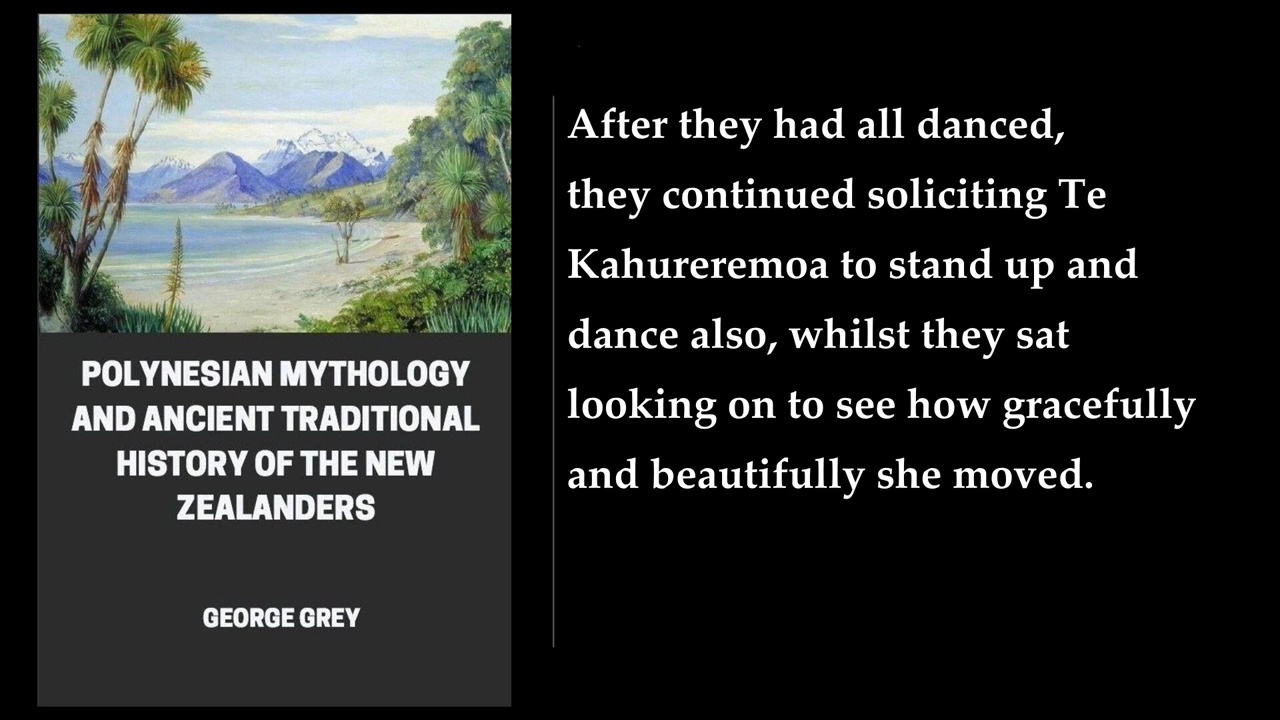 POLYNESIAN MYTHOLOGY
AND ANCIENT TRADITIONAL
HISTORY OF THE NEW
ZEALANDERS
GEORGE GREY
After they had all danced,
they continued soliciting Te
Kahureremoa to stand up and
dance also, whilst they sat
looking on to see how gracefully
and beautifully she moved.